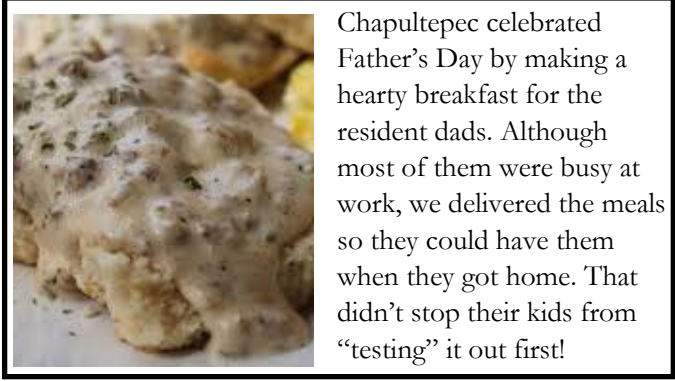 Chapultepec celebrated
Father’s Day by making a
hearty breakfast for the
resident dads. Although
most of them were busy at
work, we delivered the meals
so they could have them
when they got home. That
didn’t stop their kids from
“testing” it out first!